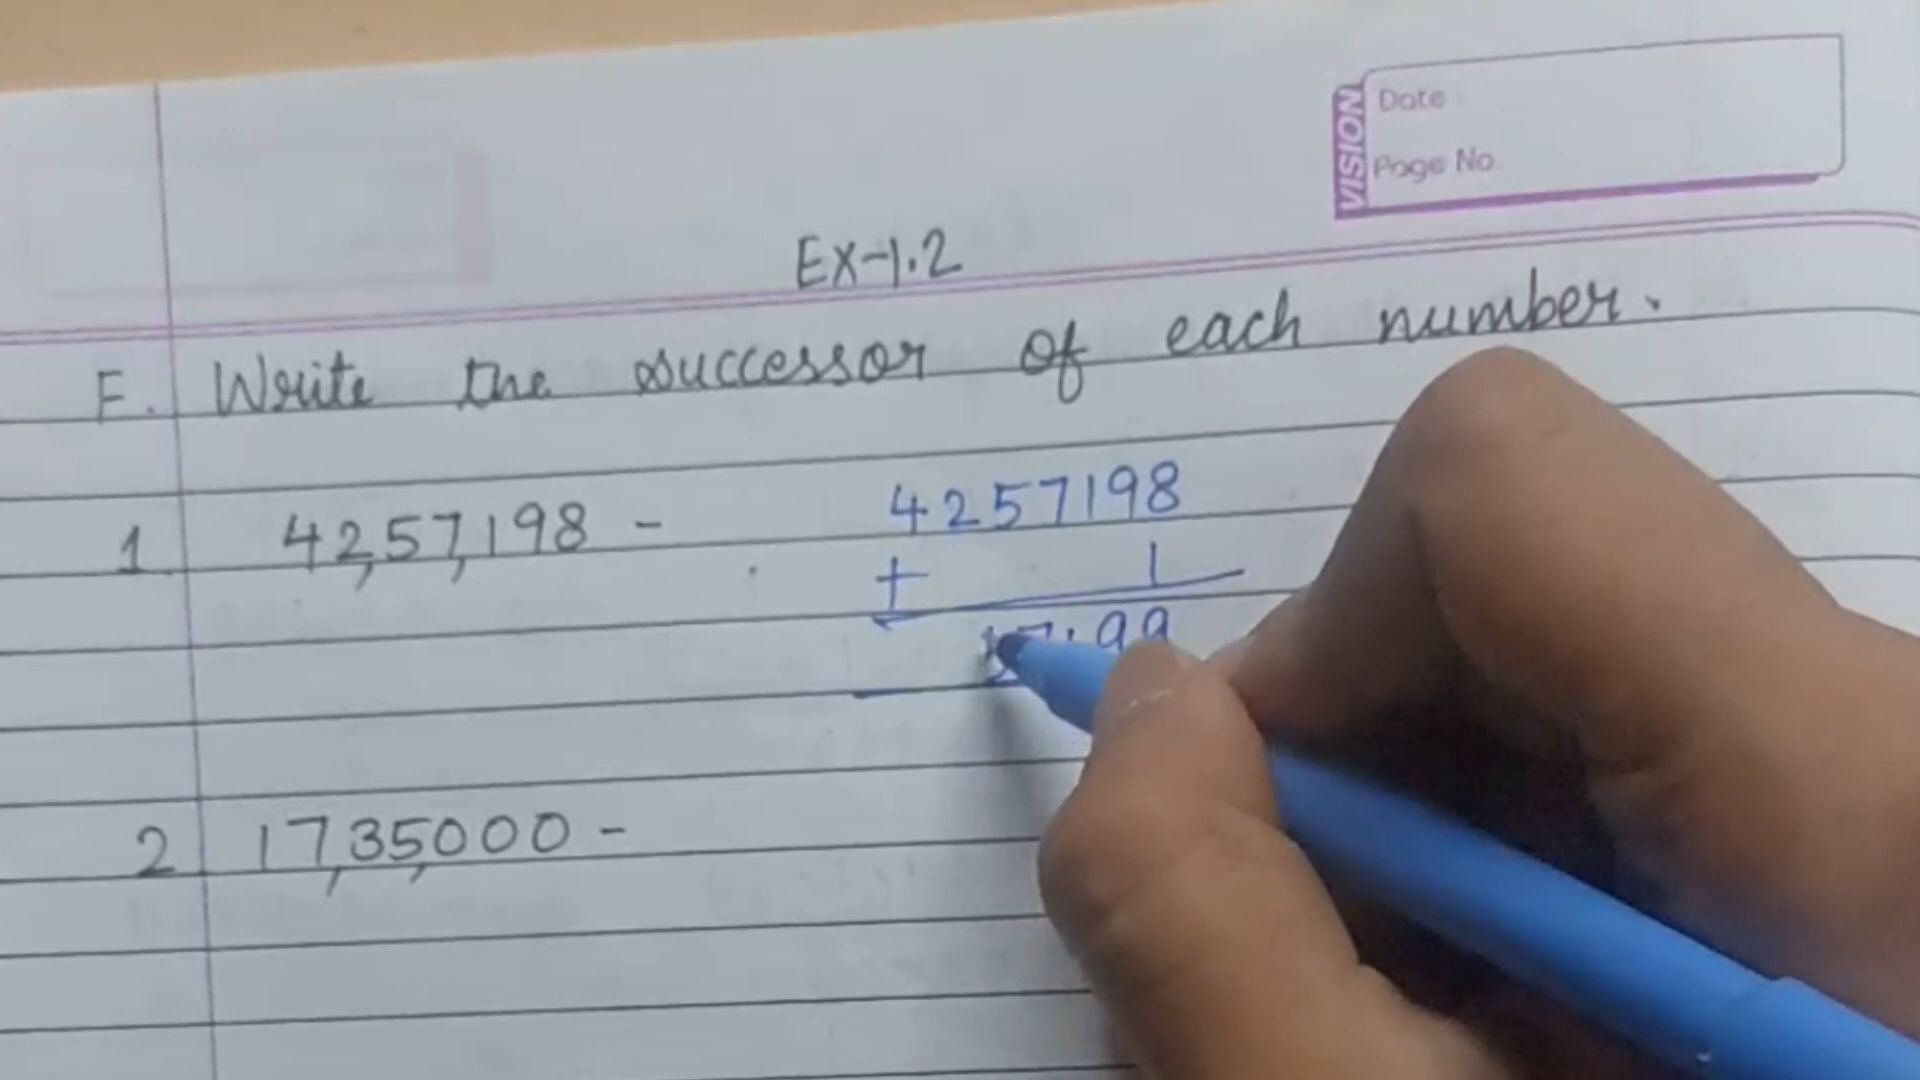 VISION
Date :
Page No.
Ex-1.2
F. Write the successor of each number.
1 42,57,198 -
4257198
+ 1
57199
2 17,35,000 -